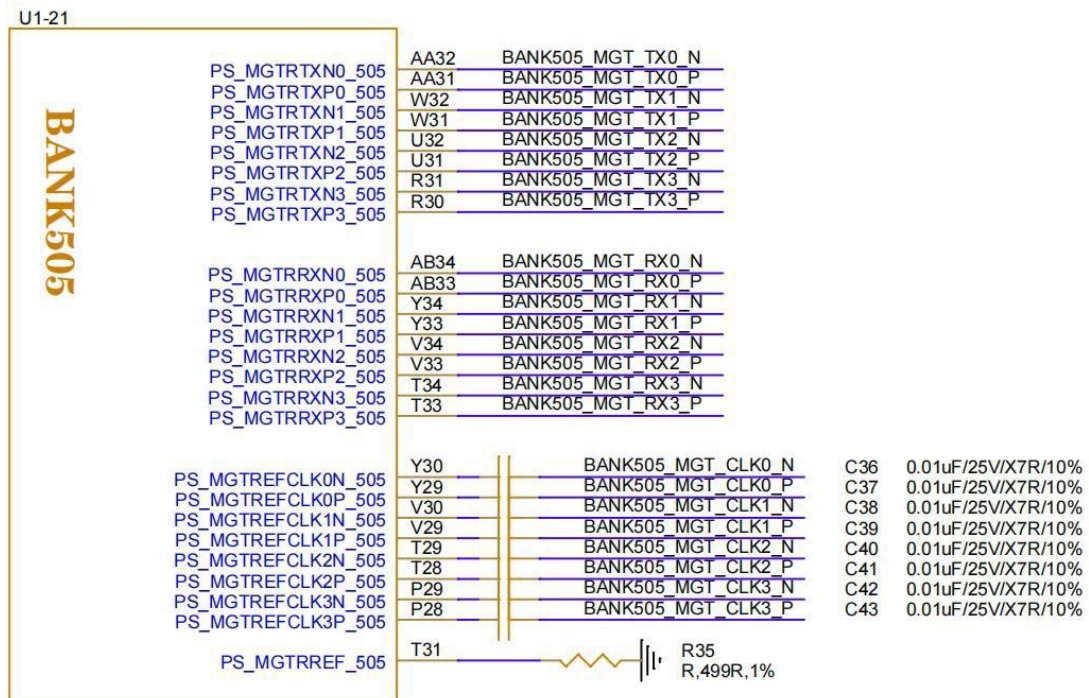 U1-21
BANK505
PS_MGTRTXN0_505 AA32 BANK505_MGT_TX0_N
PS_MGTRTXP0_505 AA31 BANK505_MGT_TX0_P
PS_MGTRTXN1_505 W32 BANK505_MGT_TX1_N
PS_MGTRTXP1_505 W31 BANK505_MGT_TX1_P
PS_MGTRTXN2_505 U32 BANK505_MGT_TX2_N
PS_MGTRTXP2_505 U31 BANK505_MGT_TX2_P
PS_MGTRTXN3_505 R31 BANK505_MGT_TX3_N
PS_MGTRTXP3_505 R30 BANK505_MGT_TX3_P
PS_MGTRRXN0_505 AB34 BANK505_MGT_RX0_N
PS_MGTRRXP0_505 AB33 BANK505_MGT_RX0_P
PS_MGTRRXN1_505 Y34 BANK505_MGT_RX1_N
PS_MGTRRXP1_505 Y33 BANK505_MGT_RX1_P
PS_MGTRRXN2_505 V34 BANK505_MGT_RX2_N
PS_MGTRRXP2_505 V33 BANK505_MGT_RX2_P
PS_MGTRRXN3_505 T34 BANK505_MGT_RX3_N
PS_MGTRRXP3_505 T33 BANK505_MGT_RX3_P
PS_MGTREFCLK0N_505 Y30 BANK505_MGT_CLK0_N C36 0.01uF/25V/X7R/10%
PS_MGTREFCLK0P_505 Y29 BANK505_MGT_CLK0_P C37 0.01uF/25V/X7R/10%
PS_MGTREFCLK1N_505 V30 BANK505_MGT_CLK1_N C38 0.01uF/25V/X7R/10%
PS_MGTREFCLK1P_505 V29 BANK505_MGT_CLK1_P C39 0.01uF/25V/X7R/10%
PS_MGTREFCLK2N_505 T29 BANK505_MGT_CLK2_N C40 0.01uF/25V/X7R/10%
PS_MGTREFCLK2P_505 T28 BANK505_MGT_CLK2_P C41 0.01uF/25V/X7R/10%
PS_MGTREFCLK3N_505 P29 BANK505_MGT_CLK3_N C42 0.01uF/25V/X7R/10%
PS_MGTREFCLK3P_505 P28 BANK505_MGT_CLK3_P C43 0.01uF/25V/X7R/10%
PS_MGTRREF_505 T31 R35
R,499R,1%